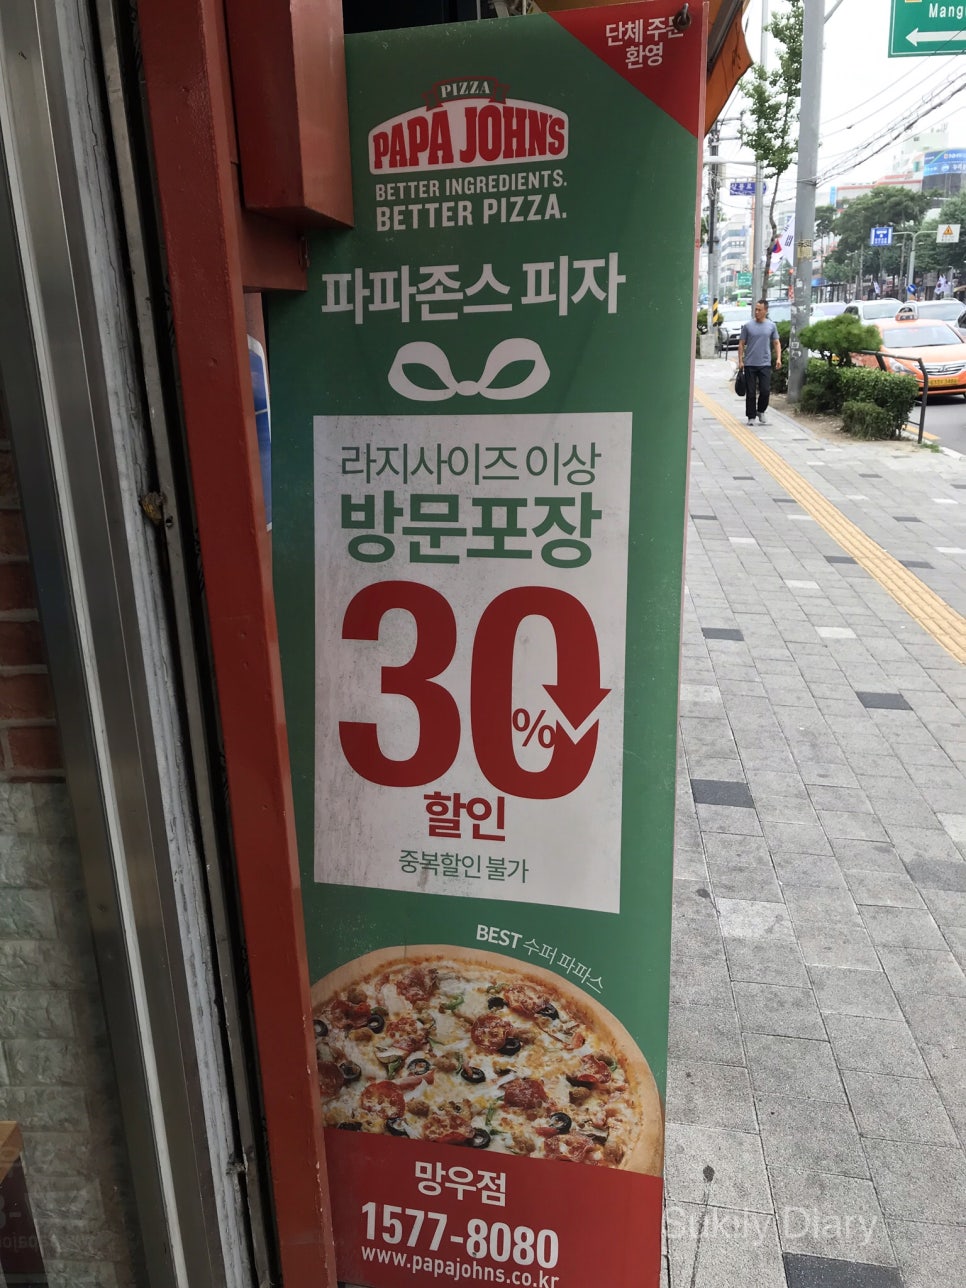 단체 주문
환영
PIZZA
PAPA JOHN'S
BETTER INGREDIENTS.
BETTER PIZZA.
파파존스 피자
라지사이즈 이상
방문포장
30%
할인
중복할인 불가
BEST 수퍼 파파스
망우점
1577-8080
www.papajohns.co.kr
Mang
Diary